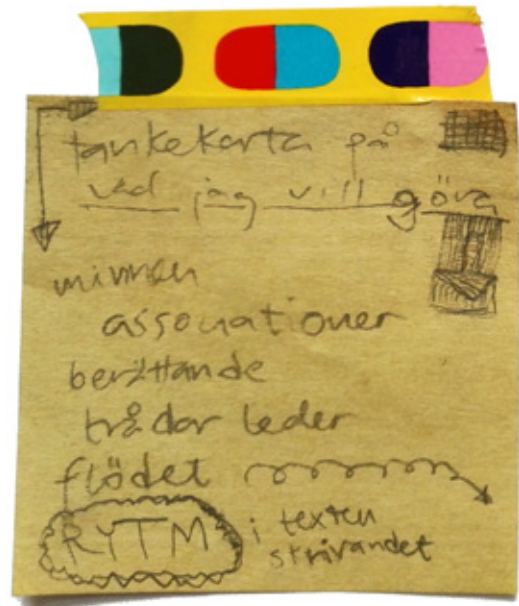 tankekarta på
vad jag vill göra
minnen
associationer
berättande
trådar leder
flödet
RYTM i texten
skrivandet